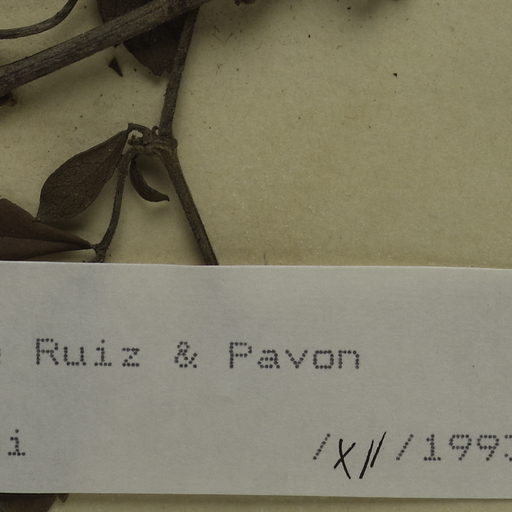 Ruiz & Pavon
i /XII/199